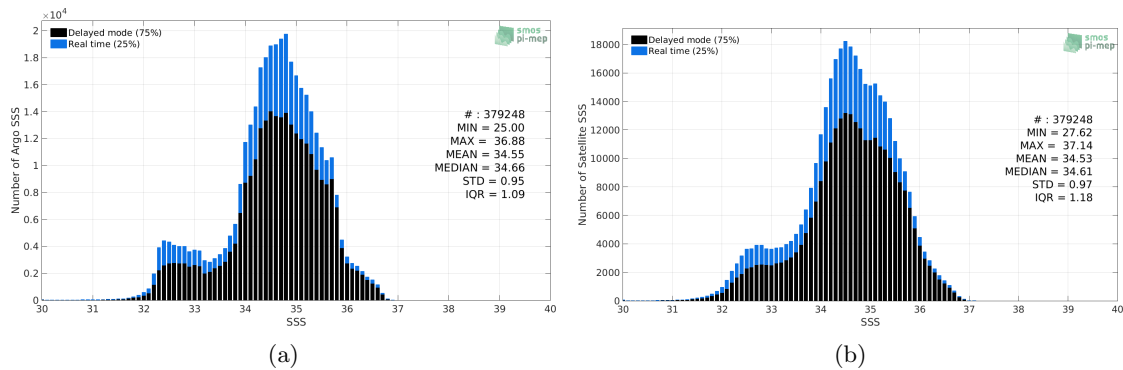 ×10⁴
Delayed mode (75%)
Real time (25%)
smos
pi-mep
# : 379248
MIN = 25.00
MAX = 36.88
MEAN = 34.55
MEDIAN = 34.66
STD = 0.95
IQR = 1.09
Number of Argo SSS
2
1.8
1.6
1.4
1.2
1
0.8
0.6
0.4
0.2
0
30 31 32 33 34 35 36 37 38 39 40
SSS
(a)
Delayed mode (75%)
Real time (25%)
smos
pi-mep
# : 379248
MIN = 27.62
MAX = 37.14
MEAN = 34.53
MEDIAN = 34.61
STD = 0.97
IQR = 1.18
Number of Satellite SSS
18000
16000
14000
12000
10000
8000
6000
4000
2000
0
30 31 32 33 34 35 36 37 38 39 40
SSS
(b)